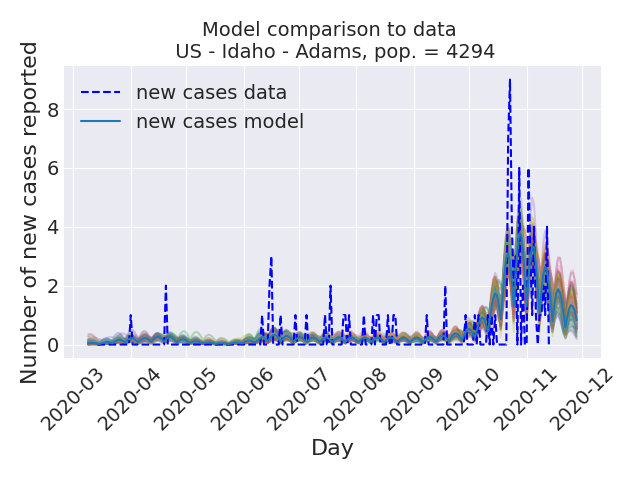 Model comparison to data
US - Idaho - Adams, pop. = 4294
Number of new cases reported
new cases data
new cases model
8
6
4
2
0
2020-03
2020-04
2020-05
2020-06
2020-07
2020-08
2020-09
2020-10
2020-11
2020-12
Day